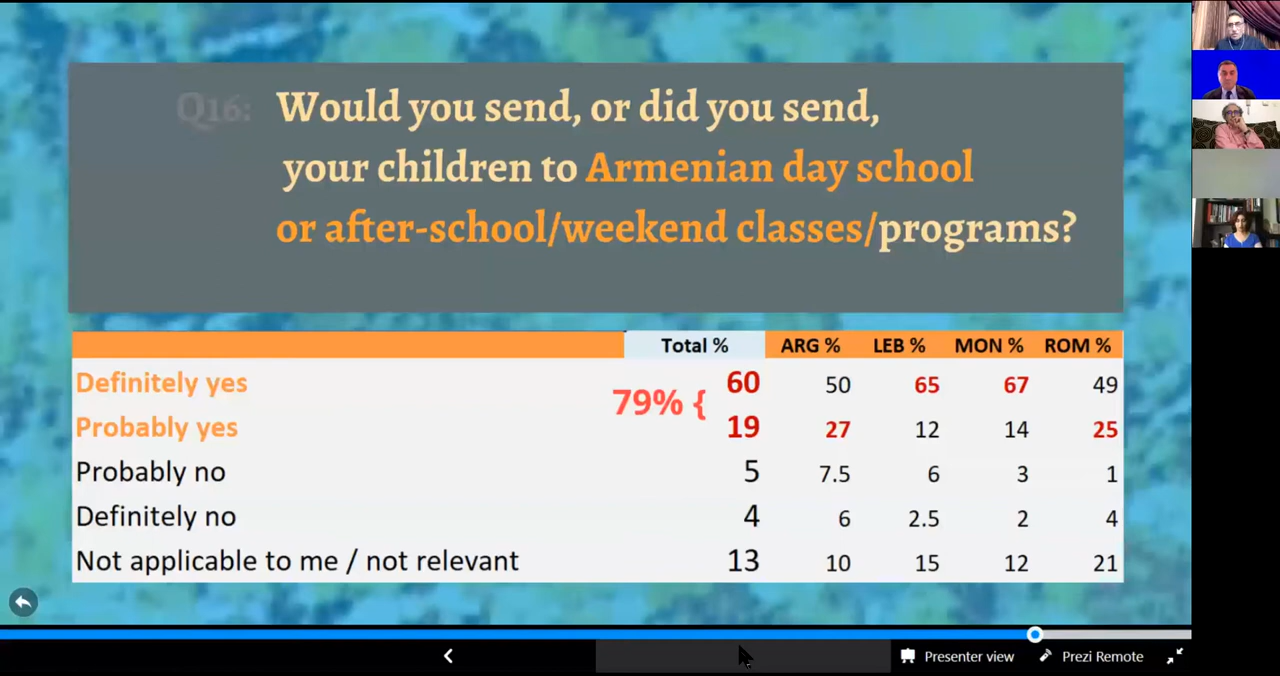 Q16: Would you send, or did you send,
your children to Armenian day school
or after-school/weekend classes/programs?
Total % ARG % LEB % MON % ROM %
Definitely yes 60 50 65 67 49
79% {
Probably yes 19 27 12 14 25
Probably no 5 7.5 6 3 1
Definitely no 4 6 2.5 2 4
Not applicable to me / not relevant 13 10 15 12 21
Presenter view Prezi Remote